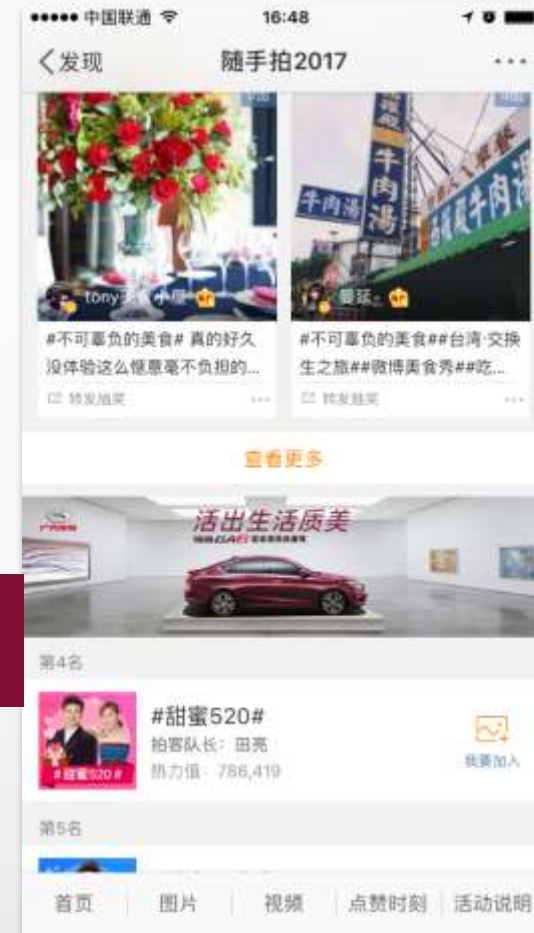 中国联通
16:48
发现
随手拍2017
牛肉湯
牛肉湯
tony
#不可辜负的美食# 真的好久
没体验这么惬意毫不负担的...
转发抽奖
#不可辜负的美食##台湾·交换
生之旅##微博美食秀##吃...
转发抽奖
查看更多
活出生活质美
第4名
#甜蜜520#
#甜蜜520#
拍客队长：田亮
热力值：786,419
我要加入
第5名
首页
图片
视频
点赞时刻
活动说明